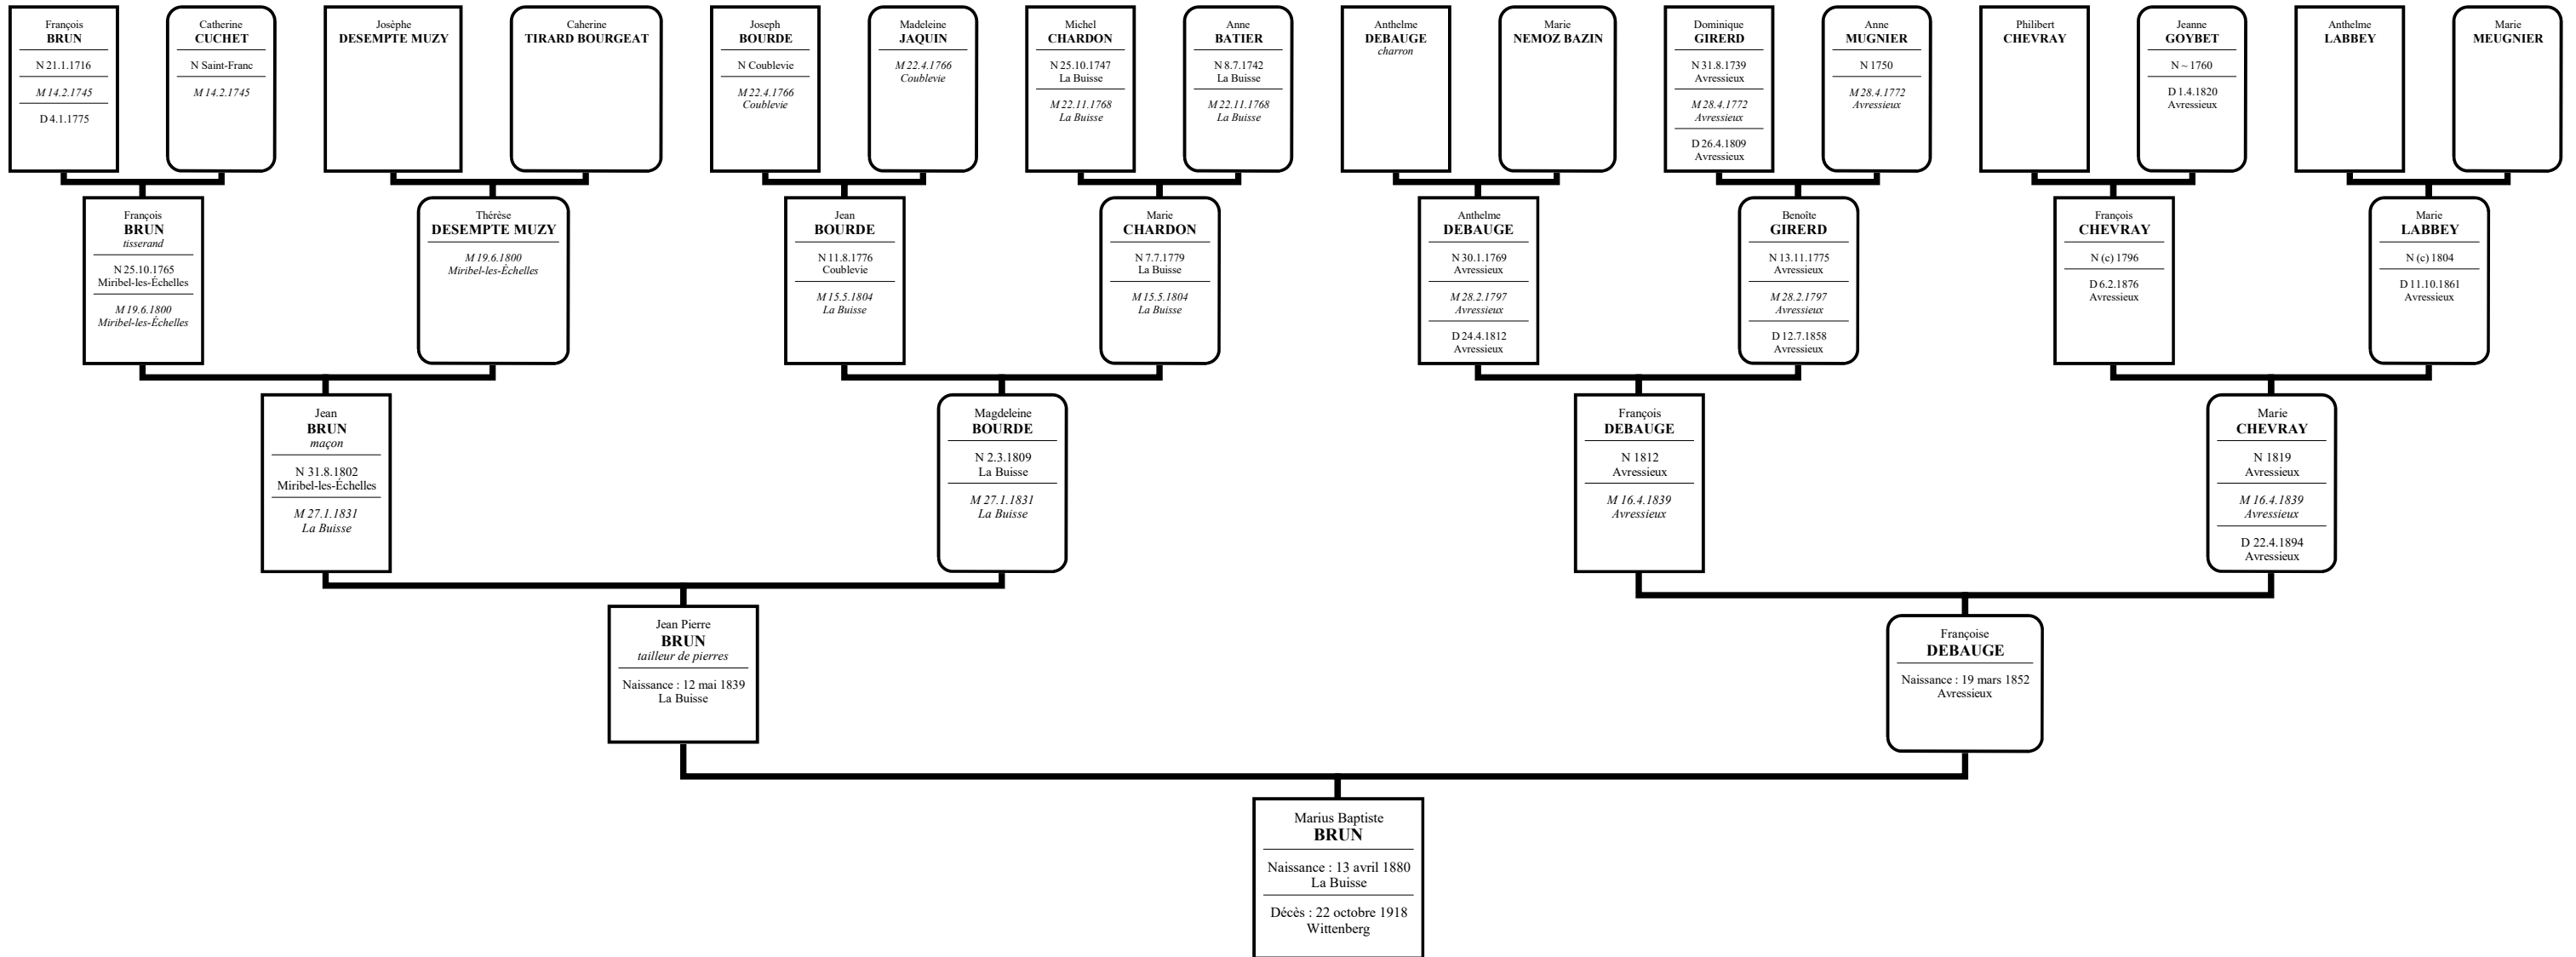 François
BRUN
N 21.1.1716
M 14.2.1745
D 4.1.1775
Catherine
CUCHET
N Saint-Franc
M 14.2.1745
Josèphe
DESEMPTE MUZY
Caherine
TIRARD BOURGEAT
Joseph
BOURDE
N Coublevie
M 22.4.1766
Coublevie
Madeleine
JAQUIN
M 22.4.1766
Coublevie
Michel
CHARDON
N 25.10.1747
La Buisse
M 22.11.1768
La Buisse
Anne
BATIER
N 8.7.1742
La Buisse
M 22.11.1768
La Buisse
Anthelme
DEBAUGE
charron
Marie
NEMOZ BAZIN
Dominique
GIRERD
N 31.8.1739
Avressieux
M 28.4.1772
Avressieux
D 26.4.1809
Avressieux
Anne
MUGNIER
N 1750
M 28.4.1772
Avressieux
Philibert
CHEVRAY
Jeanne
GOYBET
N ~ 1760
D 1.4.1820
Avressieux
Anthelme
LABBEY
Marie
MEUGNIER
François
BRUN
tisserand
N 25.10.1765
Miribel-les-Échelles
M 19.6.1800
Miribel-les-Échelles
Thérèse
DESEMPTE MUZY
M 19.6.1800
Miribel-les-Échelles
Jean
BOURDE
N 11.8.1776
Coublevie
M 15.5.1804
La Buisse
Marie
CHARDON
N 7.7.1779
La Buisse
M 15.5.1804
La Buisse
Anthelme
DEBAUGE
N 30.1.1769
Avressieux
M 28.2.1797
Avressieux
D 24.4.1812
Avressieux
Benoîte
GIRERD
N 13.11.1775
Avressieux
M 28.2.1797
Avressieux
D 12.7.1858
Avressieux
François
CHEVRAY
N (c) 1796
D 6.2.1876
Avressieux
Marie
LABBEY
N (c) 1804
D 11.10.1861
Avressieux
Jean
BRUN
maçon
N 31.8.1802
Miribel-les-Échelles
M 27.1.1831
La Buisse
Magdeleine
BOURDE
N 2.3.1809
La Buisse
M 27.1.1831
La Buisse
François
DEBAUGE
N 1812
Avressieux
M 16.4.1839
Avressieux
Marie
CHEVRAY
N 1819
Avressieux
M 16.4.1839
Avressieux
D 22.4.1894
Avressieux
Jean Pierre
BRUN
tailleur de pierres
Naissance : 12 mai 1839
La Buisse
Françoise
DEBAUGE
Naissance : 19 mars 1852
Avressieux
Marius Baptiste
BRUN
Naissance : 13 avril 1880
La Buisse
Décès : 22 octobre 1918
Wittenberg